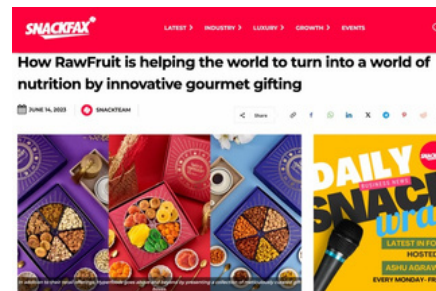 SNACKFAX
LATEST > INDUSTRY > LUXURY > GROWTH > EVENTS
How RawFruit is helping the world to turn into a world of
nutrition by innovative gourmet gifting
JUNE 14, 2023 SNACKTEAM
Share
DAILY
BUSINESS NEWS
SNACK
wrap
LATEST IN FO
HOSTED
ASHU AGRAW
EVERY MONDAY- FR